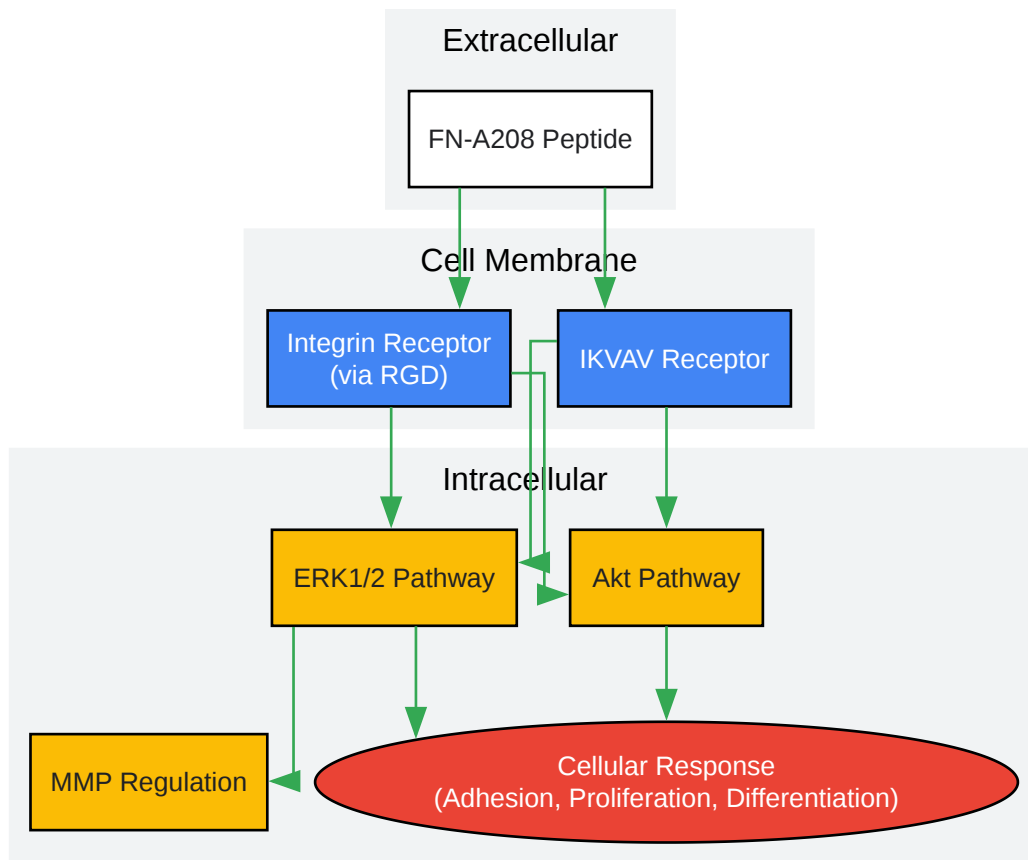 Extracellular
FN-A208 Peptide
Cell Membrane
Integrin Receptor
(via RGD)
IKVAV Receptor
Intracellular
ERK1/2 Pathway
Akt Pathway
MMP Regulation
Cellular Response
(Adhesion, Proliferation, Differentiation)